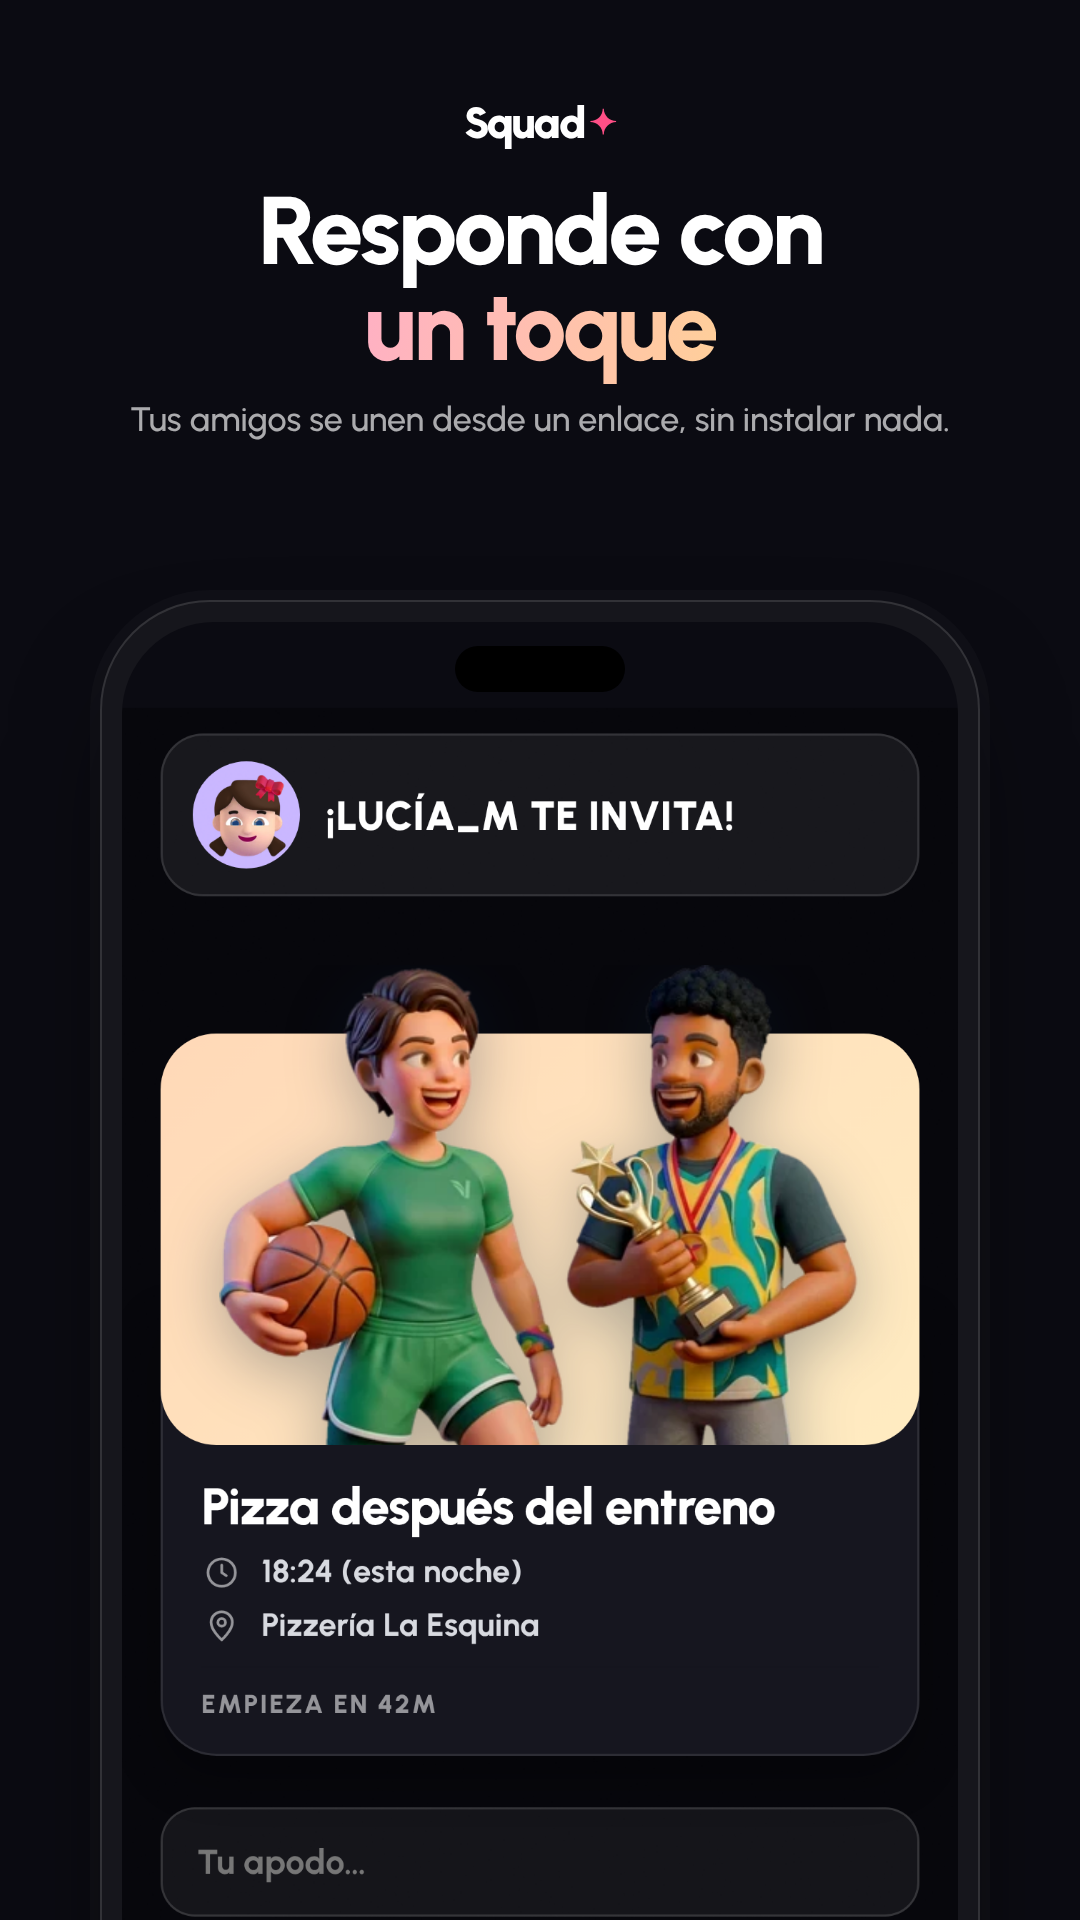 Squad
Responde con
un toque
Tus amigos se unen desde un enlace, sin instalar nada.
¡LUCÍA_M TE INVITA!
Pizza después del entreno
18:24 (esta noche)
Pizzería La Esquina
EMPIEZA EN 42M
Tu apodo...